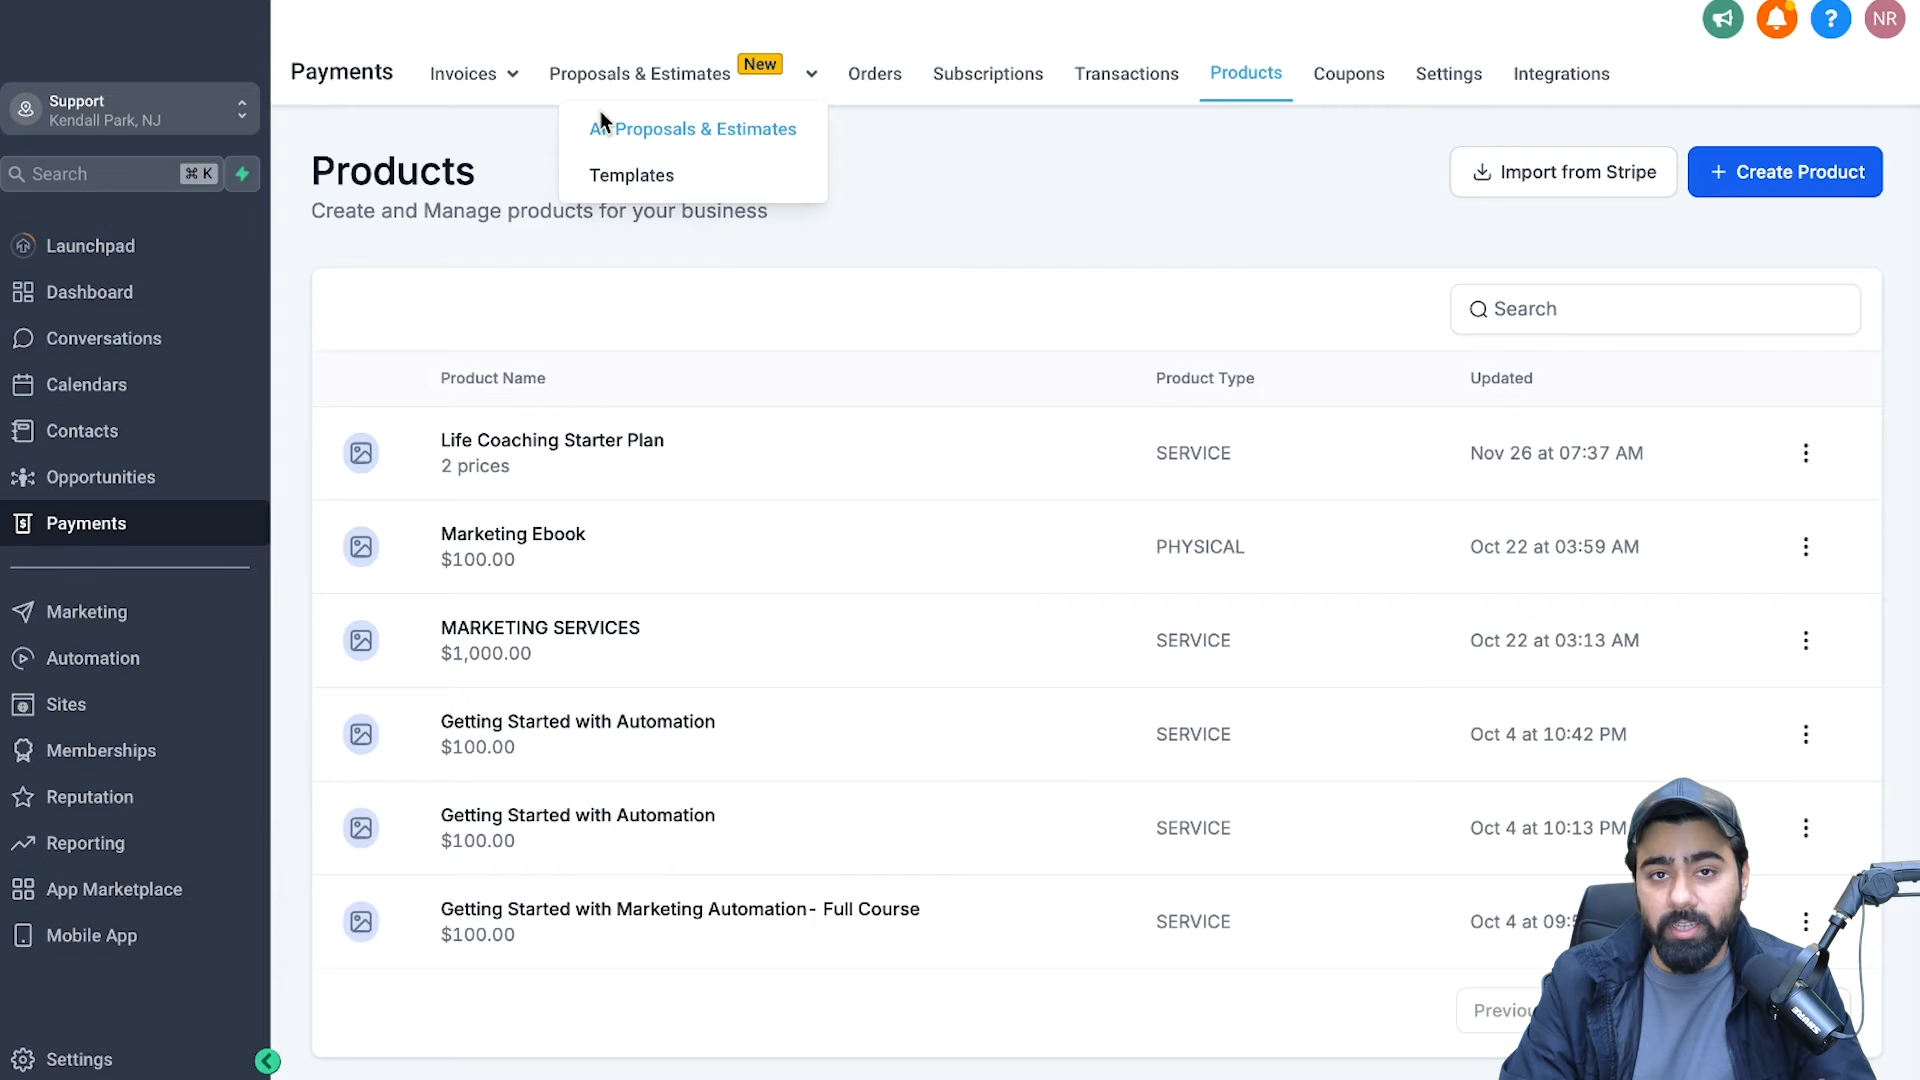 NR
Payments
Invoices
Proposals & Estimates
New
Orders
Subscriptions
Transactions
Products
Coupons
Settings
Integrations
Support
Kendall Park, NJ
Search
⌘ K
Launchpad
Dashboard
Conversations
Calendars
Contacts
Opportunities
Payments
Marketing
Automation
Sites
Memberships
Reputation
Reporting
App Marketplace
Mobile App
Settings
Proposals & Estimates
Templates
Products
Create and Manage products for your business
Import from Stripe
+ Create Product
Search
Product Name
Product Type
Updated
Life Coaching Starter Plan
2 prices
SERVICE
Nov 26 at 07:37 AM
Marketing Ebook
$100.00
PHYSICAL
Oct 22 at 03:59 AM
MARKETING SERVICES
$1,000.00
SERVICE
Oct 22 at 03:13 AM
Getting Started with Automation
$100.00
SERVICE
Oct 4 at 10:42 PM
Getting Started with Automation
$100.00
SERVICE
Oct 4 at 10:13 PM
Getting Started with Marketing Automation- Full Course
$100.00
SERVICE
Oct 4 at
SHURE